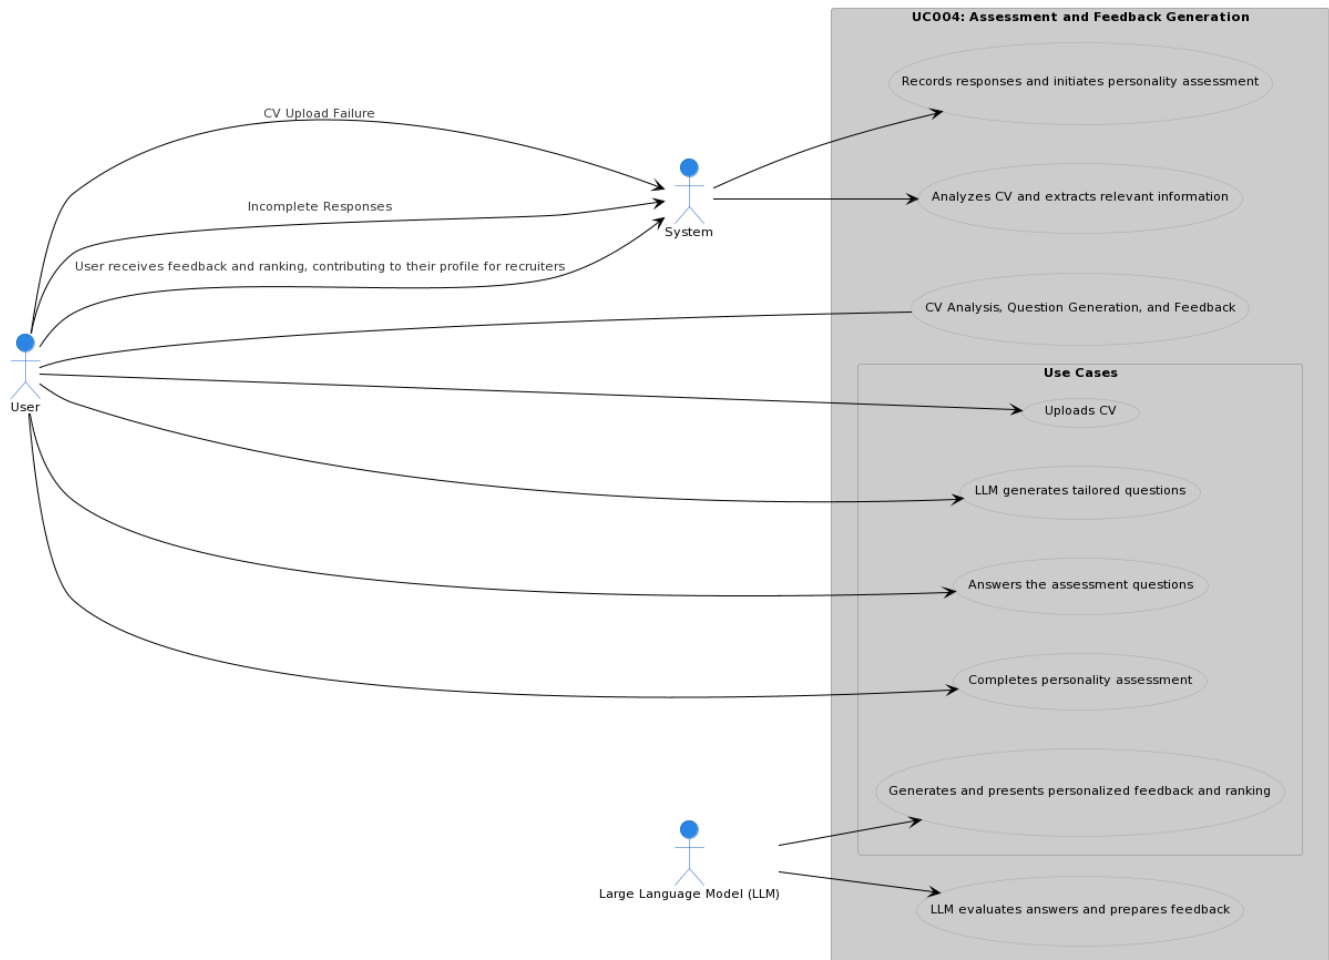 UC004: Assessment and Feedback Generation
Records responses and initiates personality assessment
CV Upload Failure
Analyzes CV and extracts relevant information
Incomplete Responses
System
User receives feedback and ranking, contributing to their profile for recruiters
CV Analysis, Question Generation, and Feedback
Use Cases
User
Uploads CV
LLM generates tailored questions
Answers the assessment questions
Completes personality assessment
Generates and presents personalized feedback and ranking
Large Language Model (LLM)
LLM evaluates answers and prepares feedback